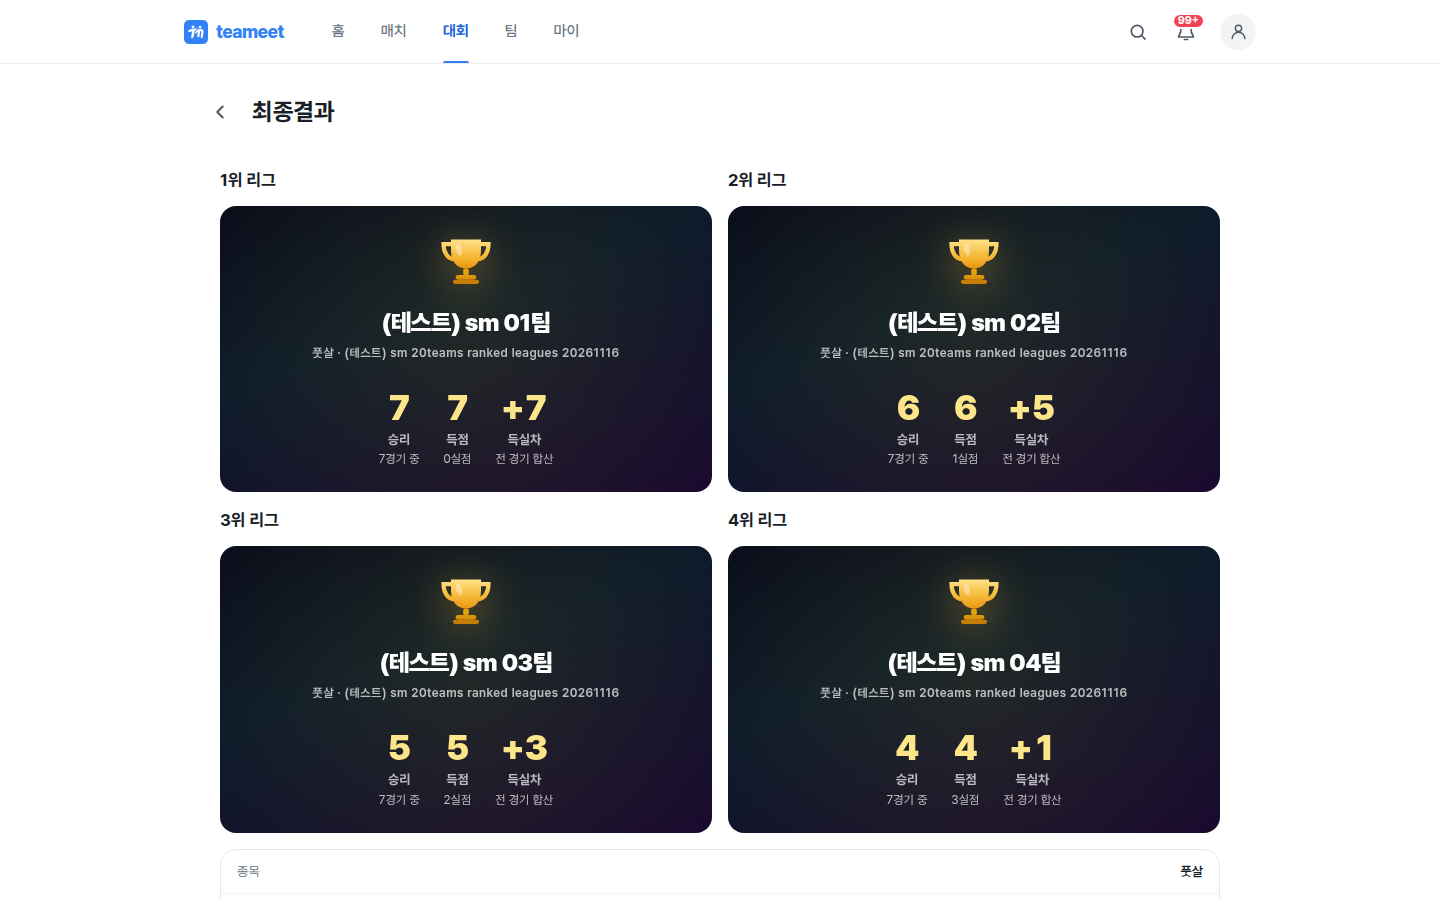 teameet
홈
매치
대회
팀
마이
99+
최종결과
1위 리그
(테스트) sm 01팀
풋살 · (테스트) sm 20teams ranked leagues 20261116
7 7 +7
승리 득점 득실차
7경기 중 0실점 전 경기 합산
2위 리그
(테스트) sm 02팀
풋살 · (테스트) sm 20teams ranked leagues 20261116
6 6 +5
승리 득점 득실차
7경기 중 1실점 전 경기 합산
3위 리그
(테스트) sm 03팀
풋살 · (테스트) sm 20teams ranked leagues 20261116
5 5 +3
승리 득점 득실차
7경기 중 2실점 전 경기 합산
4위 리그
(테스트) sm 04팀
풋살 · (테스트) sm 20teams ranked leagues 20261116
4 4 +1
승리 득점 득실차
7경기 중 3실점 전 경기 합산
종목 풋살